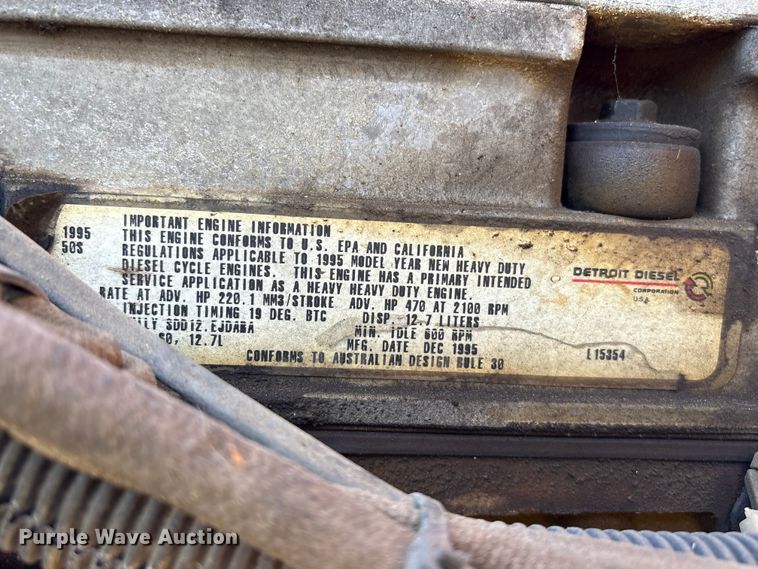 1995
50S
IMPORTANT ENGINE INFORMATION
THIS ENGINE CONFORMS TO U.S. EPA AND CALIFORNIA
REGULATIONS APPLICABLE TO 1995 MODEL YEAR NEW HEAVY DUTY
DIESEL CYCLE ENGINES. THIS ENGINE HAS A PRIMARY INTENDED
SERVICE APPLICATION AS A HEAVY HEAVY DUTY ENGINE.
RATE AT ADV. HP 220.1 MM3/STROKE ADV. HP 470 AT 2100 RPM
INJECTION TIMING 19 DEG. BTC DISP. 12.7 LITERS
MIN. IDLE 600 RPM
60, 12.7L MFG. DATE DEC 1995
CONFORMS TO AUSTRALIAN DESIGN RULE 30
DETROIT DIESEL
CORPORATION
U.S.A.
L15354
Purple Wave Auction